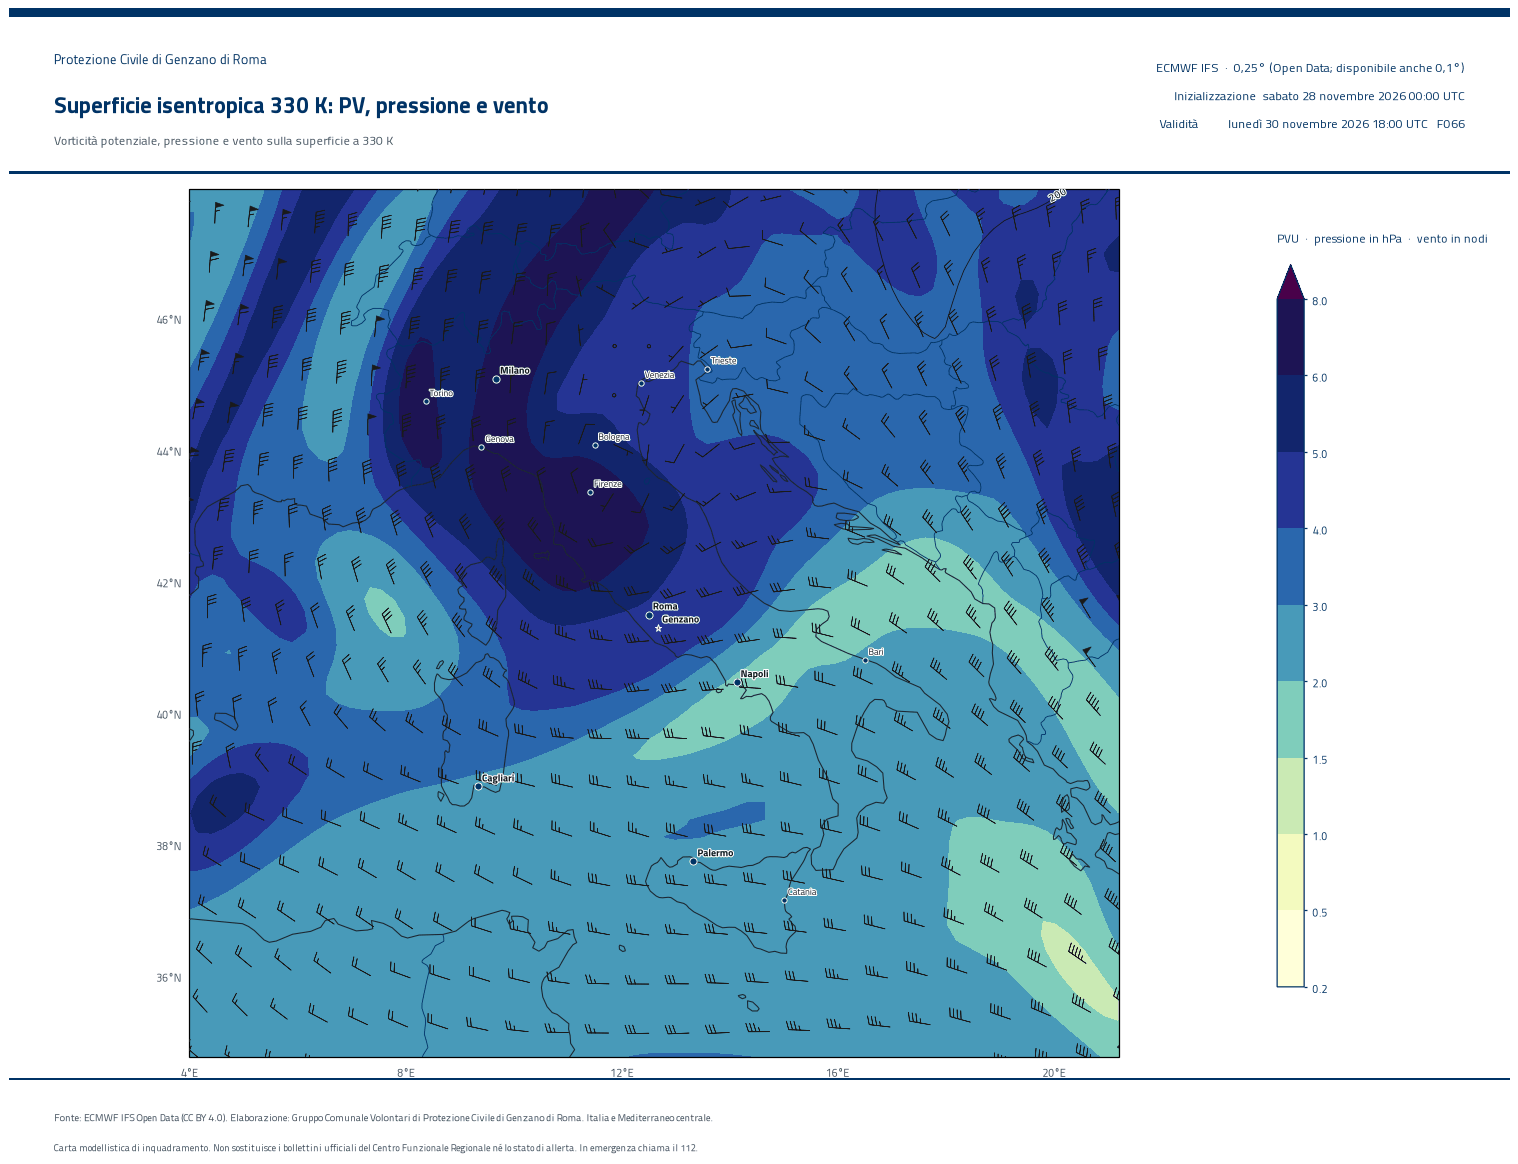 Protezione Civile di Genzano di Roma
Superficie isentropica 330 K: PV, pressione e vento
Vorticità potenziale, pressione e vento sulla superficie a 330 K
ECMWF IFS · 0,25° (Open Data; disponibile anche 0,1°)
Inizializzazione sabato 28 novembre 2026 00:00 UTC
Validità lunedì 30 novembre 2026 18:00 UTC F066
200
PVU · pressione in hPa · vento in nodi
8.0
6.0
5.0
4.0
3.0
2.0
1.5
1.0
0.5
0.2
46°N
44°N
42°N
40°N
38°N
36°N
4°E
8°E
12°E
16°E
20°E
Milano
Torino
Venezia
Trieste
Genova
Bologna
Firenze
Roma
Genzano
Napoli
Bari
Cagliari
Palermo
Catania
Fonte: ECMWF IFS Open Data (CC BY 4.0). Elaborazione: Gruppo Comunale Volontari di Protezione Civile di Genzano di Roma. Italia e Mediterraneo centrale.
Carta modellistica di inquadramento. Non sostituisce i bollettini ufficiali del Centro Funzionale Regionale né lo stato di allerta. In emergenza chiama il 112.